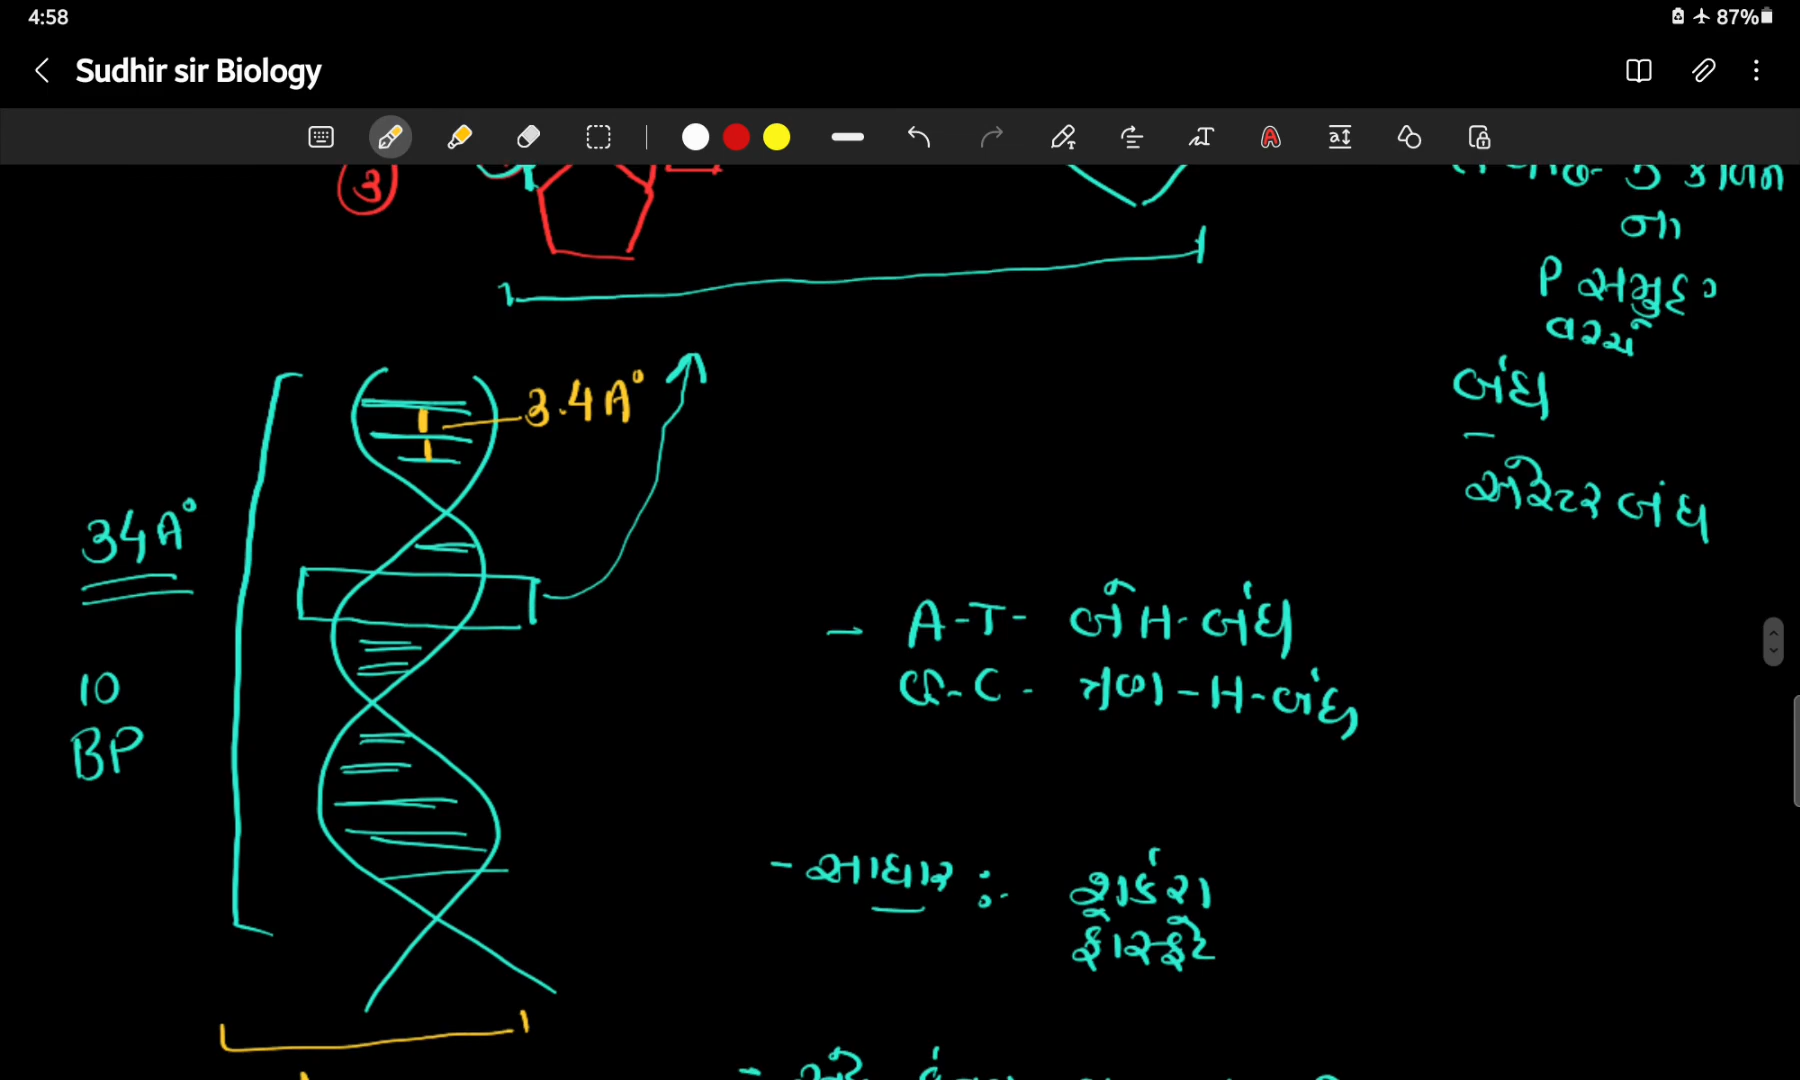 4:58
87%
Sudhir sir Biology
3
ના
P સમુહ
વચ્ચે
બંધ
એસ્ટર બંધ
3.4A°
34A°
10
BP
- A-T- બે H-બંધ
G-C - ત્રણ-H-બંધ
- આધાર :-
શર્કરા
ફોસ્ફેટ